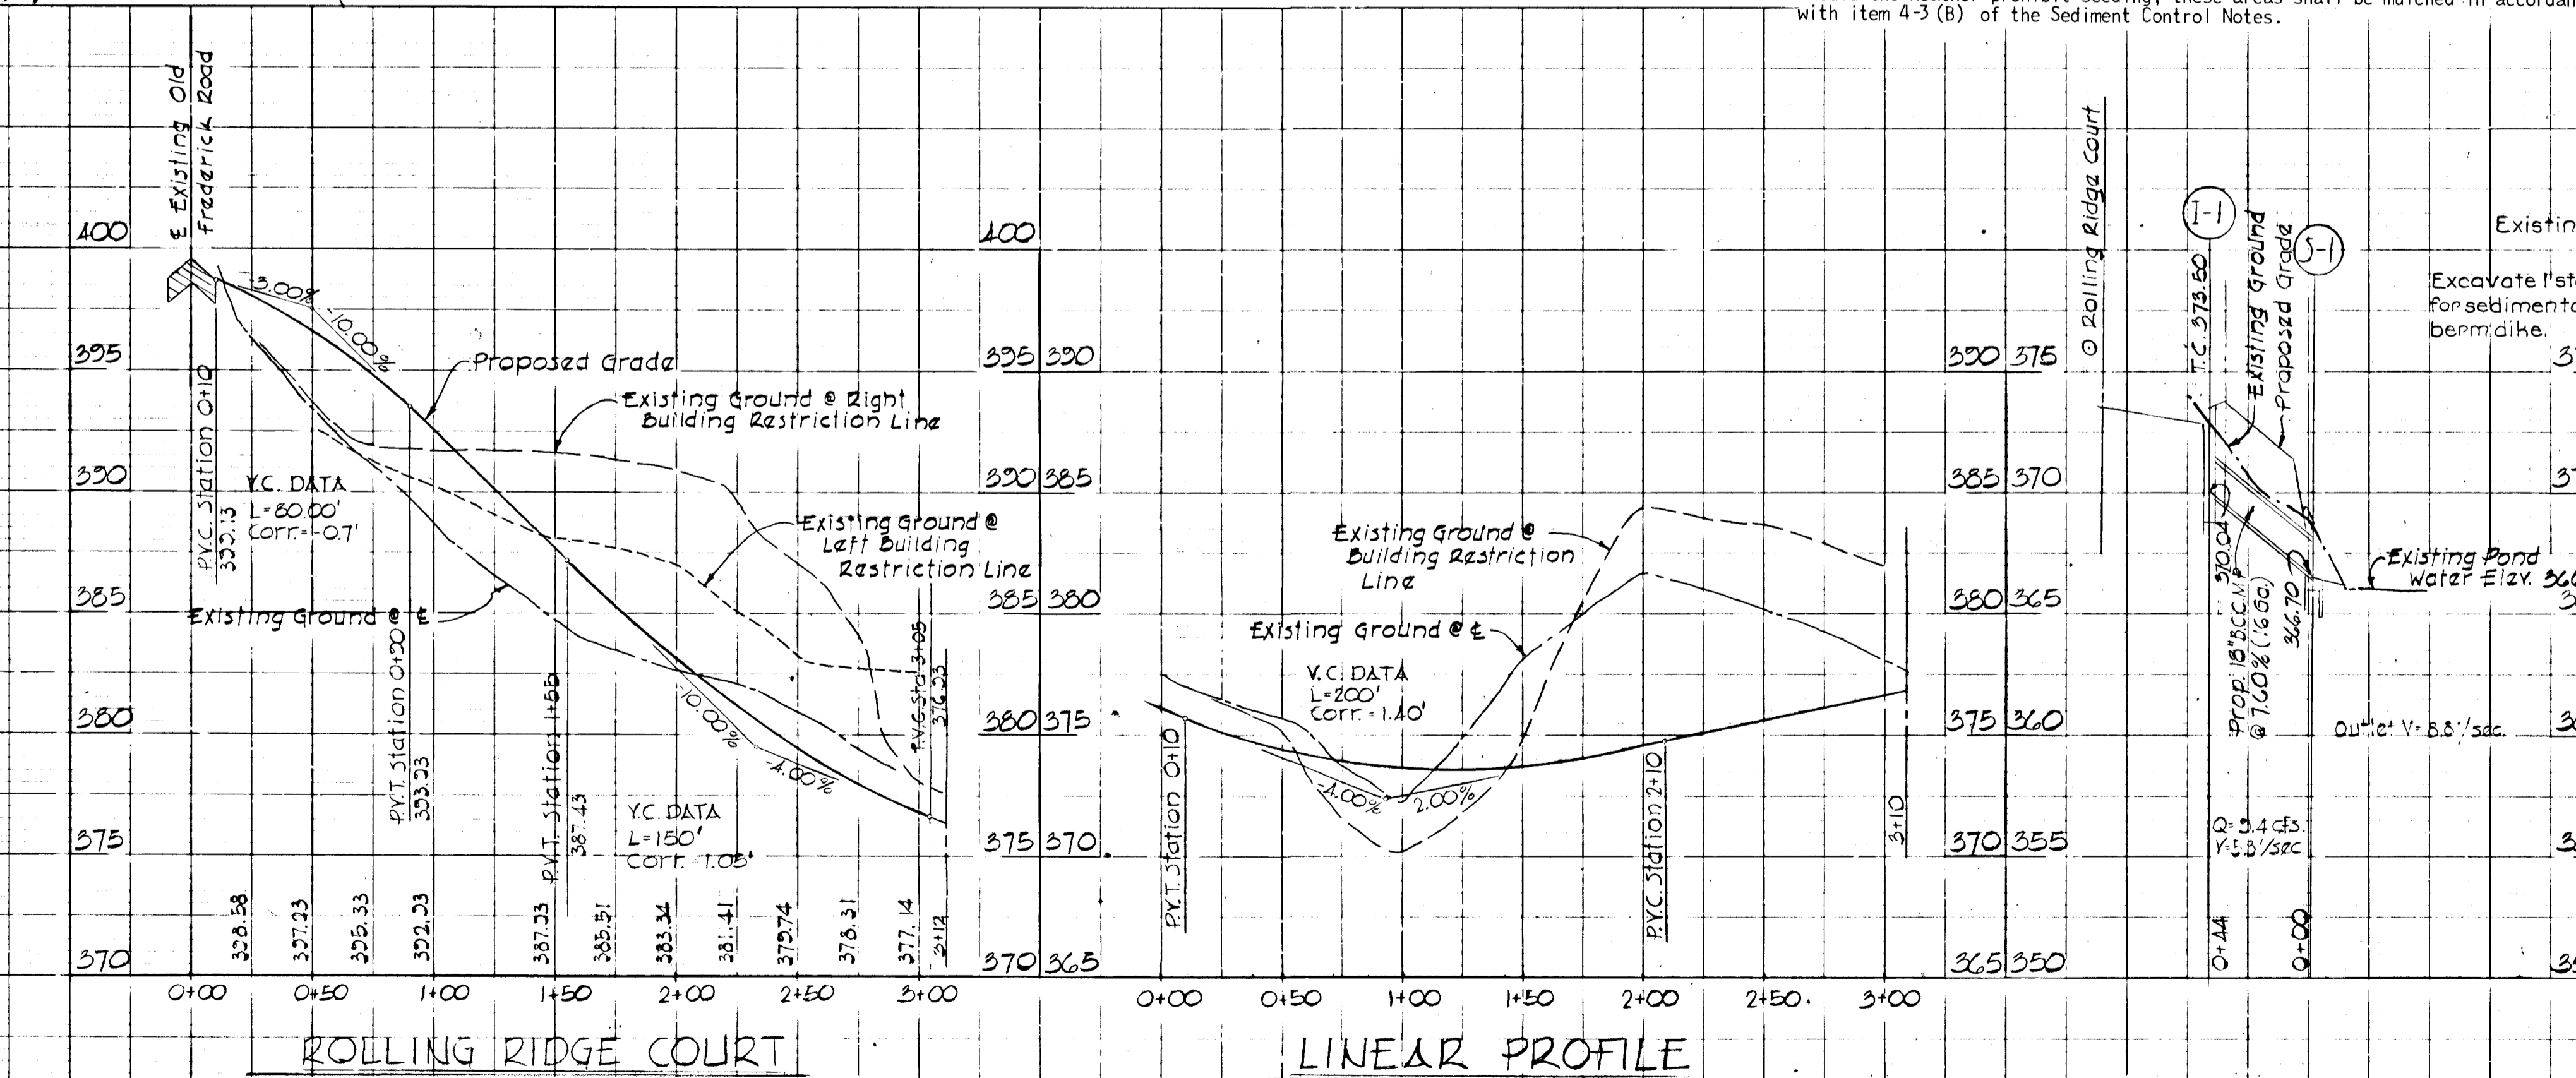 with item 4-3 (B) of the Sediment Control Notes.
℄ Existing Old
Frederick Road
400
395
390
385
380
375
370
-3.00%
-10.00%
Proposed Grade
Existing Ground @ Right
Building Restriction Line
Existing Ground @
Left Building
Restriction Line
Existing Ground @ ℄
P.V.C. Station 0+10
V.C. DATA
L=80.00'
Corr.=-0.7'
P.V.T. Station 0+90
393.93
P.V.T. Station 1+55
387.43
-10.00%
-4.00%
V.C. DATA
L=150'
Corr. 1.05'
P.V.C. Sta. 3+05
376.93
398.58
397.23
395.33
392.93
387.93
385.51
383.34
381.41
379.74
378.31
377.14
3+12
0+00
0+50
1+00
1+50
2+00
2+50
3+00
ROLLING RIDGE COURT
400
395 390
390 385
385 380
380 375
375 370
370 365
Existing Ground @
Building Restriction
Line
Existing Ground @ ℄
V.C. DATA
L=200'
Corr. = 1.40'
-4.00%
2.00%
P.V.T. Station 0+10
P.V.C. Station 2+10
3+10
0+00
0+50
1+00
1+50
2+00
2+50
3+00
LINEAR PROFILE
390 375
385 370
380 365
375 360
370 355
365 350
⊙ Rolling Ridge Court
I-1
S-1
T.C. 373.50
Existing Ground
Proposed Grade
Excavate
for
berm dike.
370.04
Prop. 18" B.C.C.M.P.
@ 7.60% (16 Ga.)
366.70
Existing Pond
Water Elev.
Outlet V=8.8'/sec.
Q=9.4 cfs.
V=5.8'/sec
0+44
0+00